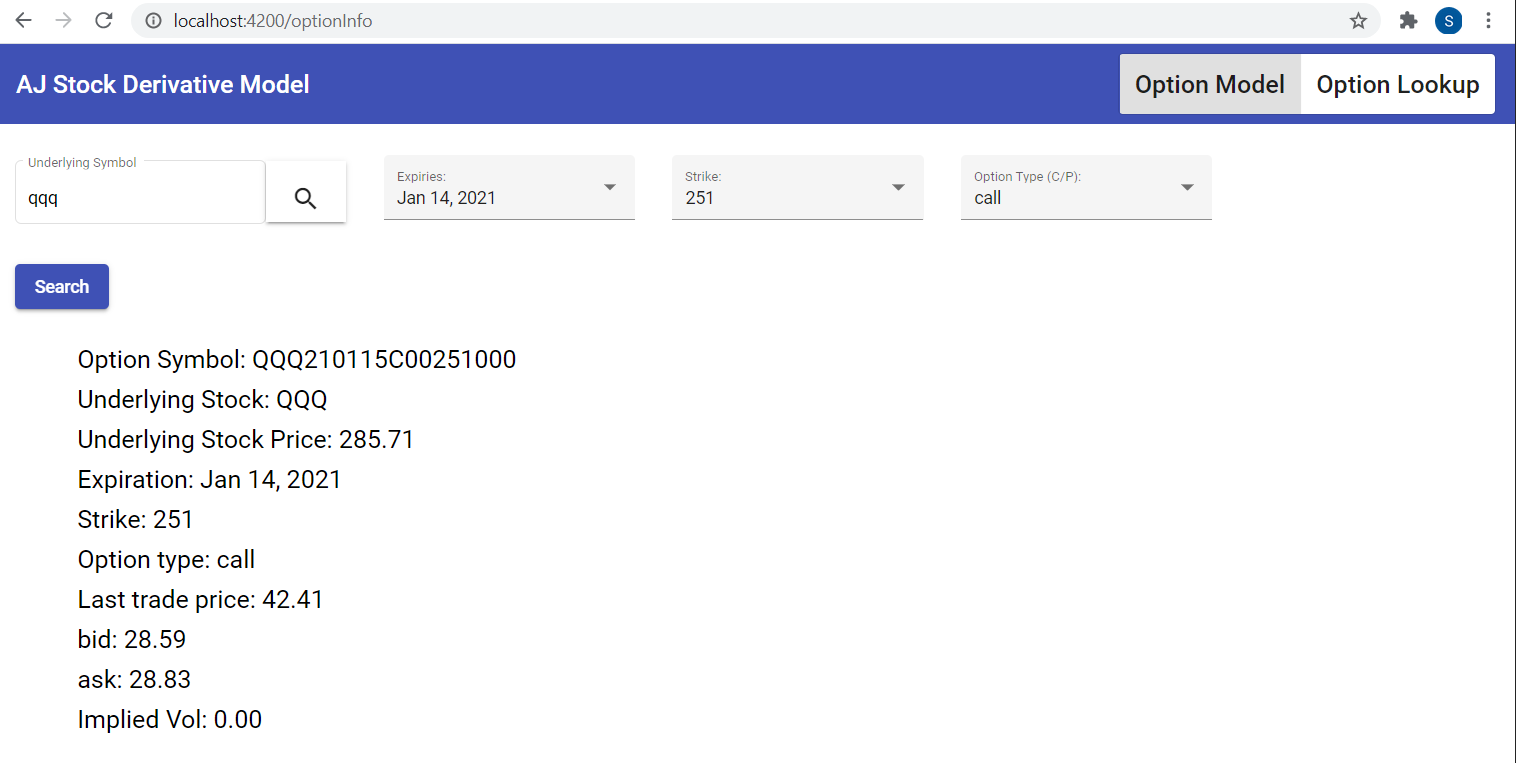 localhost:4200/optionInfo
S
AJ Stock Derivative Model
Option Model
Option Lookup
Underlying Symbol
qqq
Expiries:
Jan 14, 2021
Strike:
251
Option Type (C/P):
call
Search
Option Symbol: QQQ210115C00251000
Underlying Stock: QQQ
Underlying Stock Price: 285.71
Expiration: Jan 14, 2021
Strike: 251
Option type: call
Last trade price: 42.41
bid: 28.59
ask: 28.83
Implied Vol: 0.00